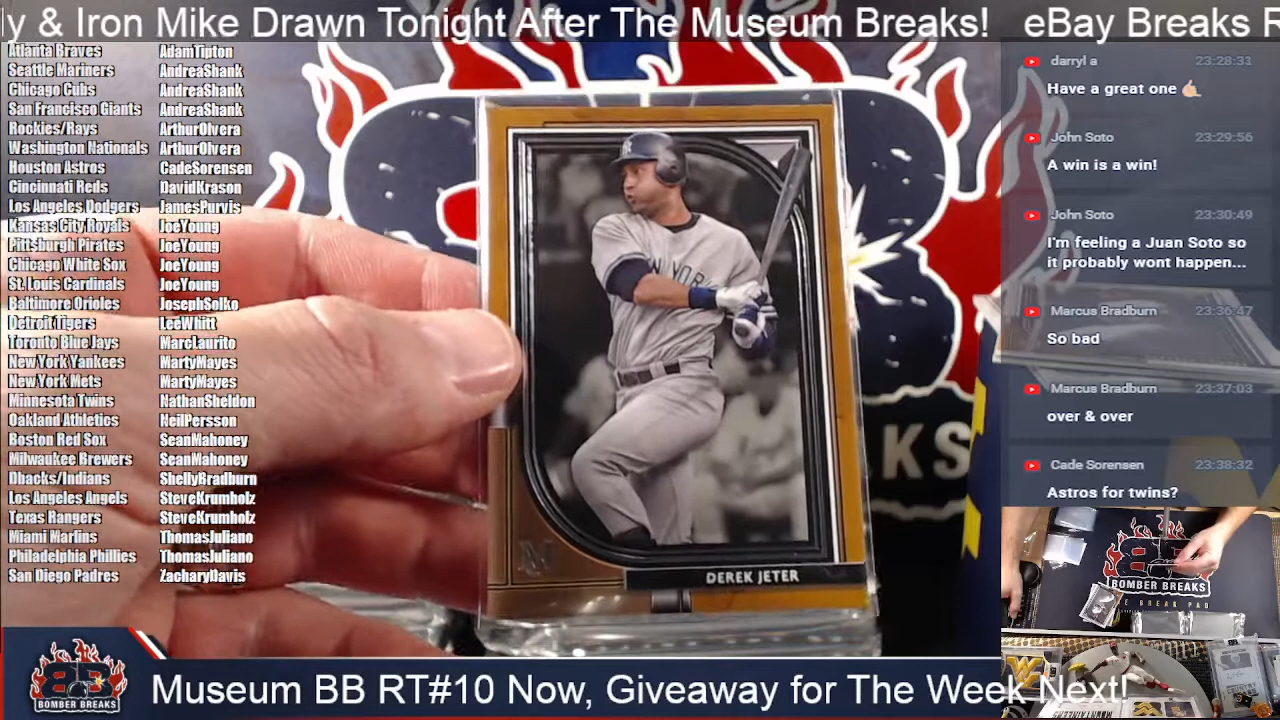 ly & Iron Mike Drawn Tonight After The Museum Breaks! eBay Breaks R
Atlanta Braves AdamTipton
Seattle Mariners AndreaShank
Chicago Cubs AndreaShank
San Francisco Giants AndreaShank
Rockies/Rays ArthurOlvera
Washington Nationals ArthurOlvera
Houston Astros CadeSorensen
Cincinnati Reds DavidKrason
Los Angeles Dodgers JamesPurvis
Kansas City Royals JoeYoung
Pittsburgh Pirates JoeYoung
Chicago White Sox JoeYoung
St. Louis Cardinals JoeYoung
Baltimore Orioles JosephSolko
Detroit Tigers LeeWhitt
Toronto Blue Jays MarcLaurito
New York Yankees MartyMayes
New York Mets MartyMayes
Minnesota Twins NathanSheldon
Oakland Athletics NeilPersson
Boston Red Sox SeanMahoney
Milwaukee Brewers SeanMahoney
Dbacks/Indians ShellyBradburn
Los Angeles Angels SteveKrumholz
Texas Rangers SteveKrumholz
Miami Marlins ThomasJuliano
Philadelphia Phillies ThomasJuliano
San Diego Padres ZacharyDavis
NEW YORK
DEREK JETER
KS
darryl a 23:28:31
Have a great one
John Soto 23:29:56
A win is a win!
John Soto 23:30:49
I'm feeling a Juan Soto so
it probably wont happen...
Marcus Bradburn 23:36:47
So bad
Marcus Bradburn 23:37:03
over & over
Cade Sorensen 23:38:32
Astros for twins?
BOMBER BREAKS
BOMBER BREAKS
Museum BB RT#10 Now, Giveaway for The Week Next!